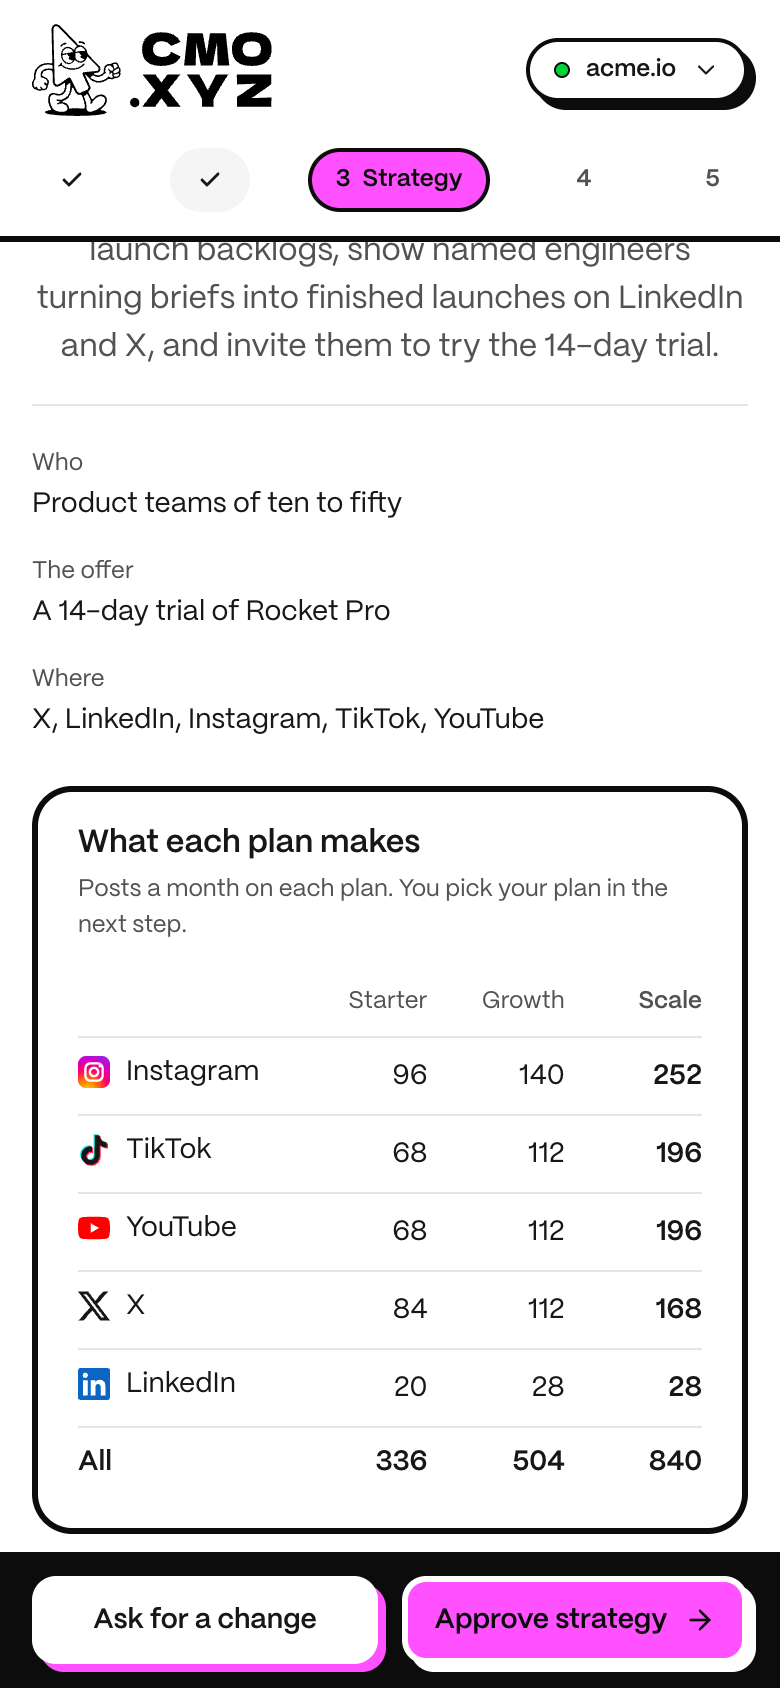 CMO
.XYZ
acme.io
3 Strategy
4
5
launch backlogs, show named engineers
turning briefs into finished launches on LinkedIn
and X, and invite them to try the 14-day trial.
Who
Product teams of ten to fifty
The offer
A 14-day trial of Rocket Pro
Where
X, LinkedIn, Instagram, TikTok, YouTube
What each plan makes
Posts a month on each plan. You pick your plan in the
next step.
Starter Growth Scale
Instagram 96 140 252
TikTok 68 112 196
YouTube 68 112 196
X 84 112 168
LinkedIn 20 28 28
All 336 504 840
Ask for a change
Approve strategy →